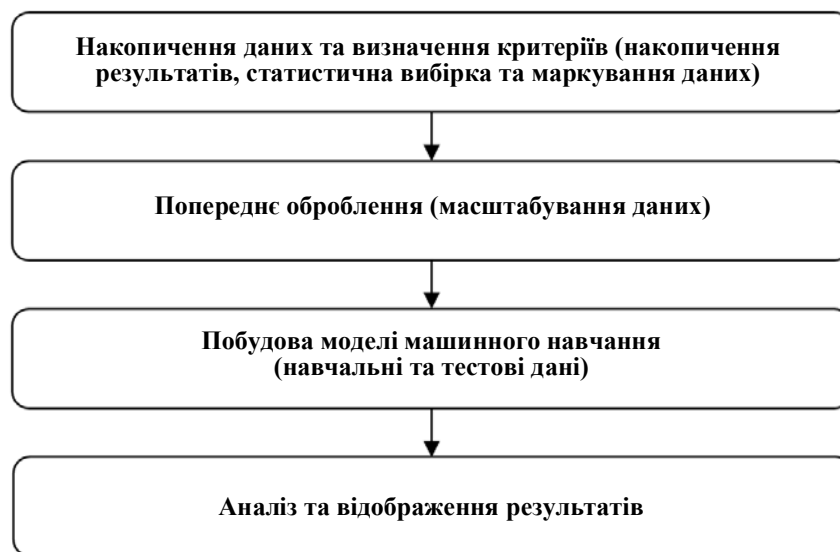 Накопичення даних та визначення критеріїв (накопичення
результатів, статистична вибірка та маркування даних)
Попереднє оброблення (масштабування даних)
Побудова моделі машинного навчання
(навчальні та тестові дані)
Аналіз та відображення результатів